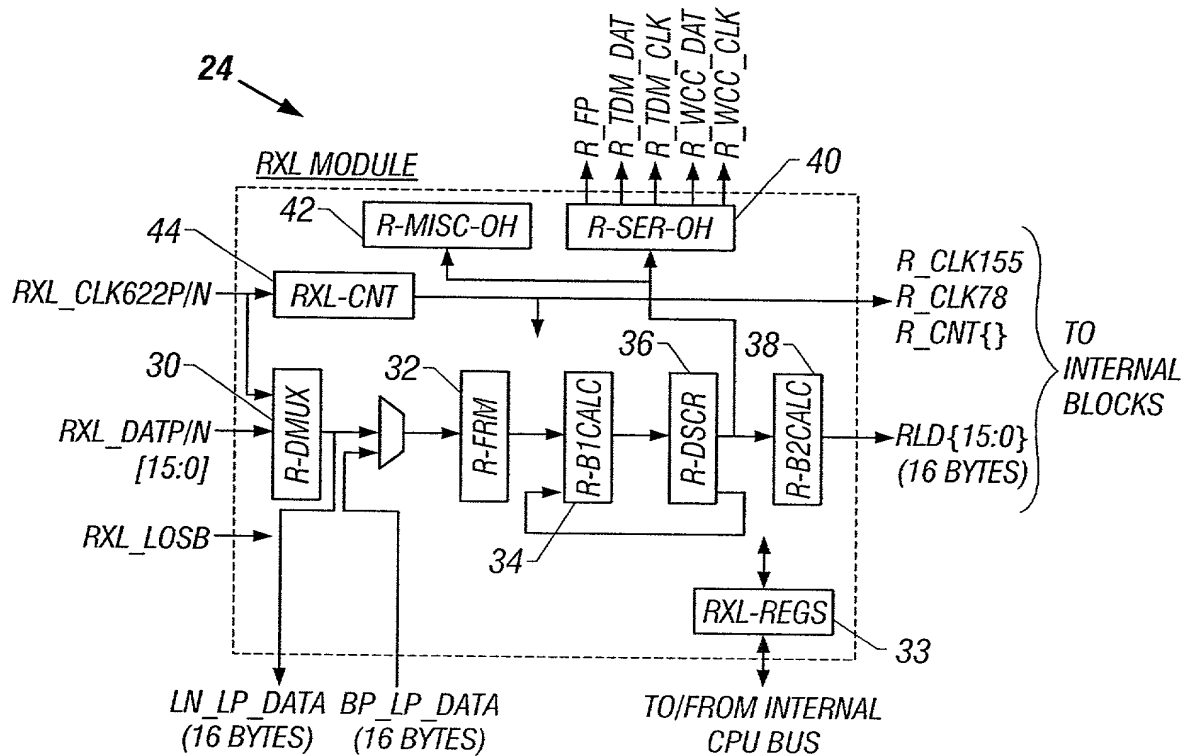 24
R_FP
R_TDM_DAT
R_TDM_CLK
R_WCC_DAT
R_WCC_CLK
RXL MODULE
40
42
R-MISC-OH
R-SER-OH
44
RXL_CLK622P/N
RXL-CNT
R_CLK155
R_CLK78
R_CNT{}
TO
INTERNAL
BLOCKS
30
32
36
38
RXL_DATP/N
[15:0]
R-DMUX
R-FRM
R-B1CALC
R-DSCR
R-B2CALC
RLD{15:0}
(16 BYTES)
RXL_LOSB
34
RXL-REGS
33
LN_LP_DATA
(16 BYTES)
BP_LP_DATA
(16 BYTES)
TO/FROM INTERNAL
CPU BUS